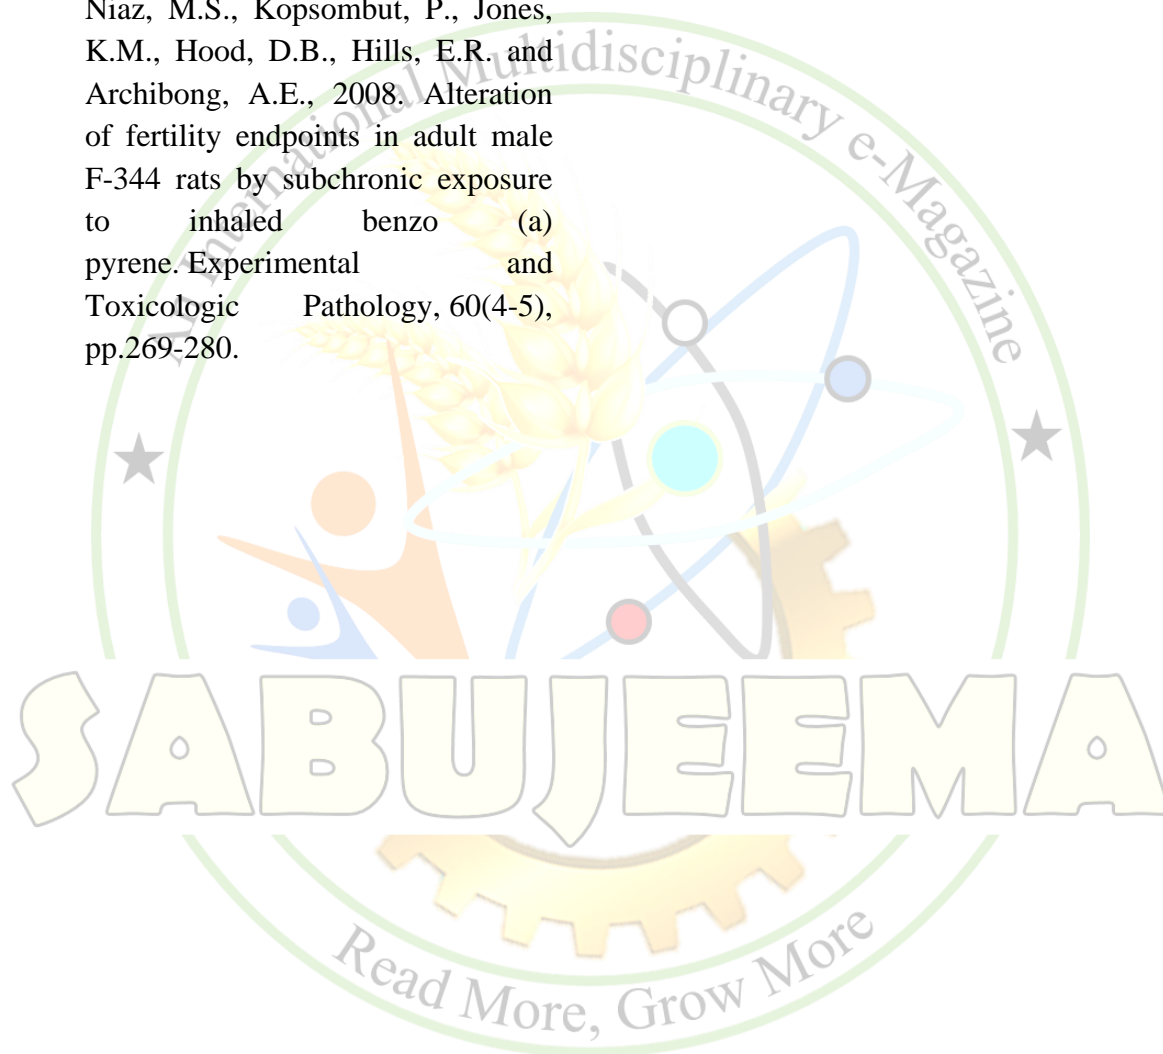 Niaz, M.S., Kopsombut, P., Jones,
K.M., Hood, D.B., Hills, E.R. and
Archibong, A.E., 2008. Alteration
of fertility endpoints in adult male
F-344 rats by subchronic exposure
to inhaled benzo (a)
pyrene. Experimental and
Toxicologic Pathology, 60(4-5),
pp.269-280.
An International Multidisciplinary e-Magazine
SABUJEEMA
Read More, Grow More